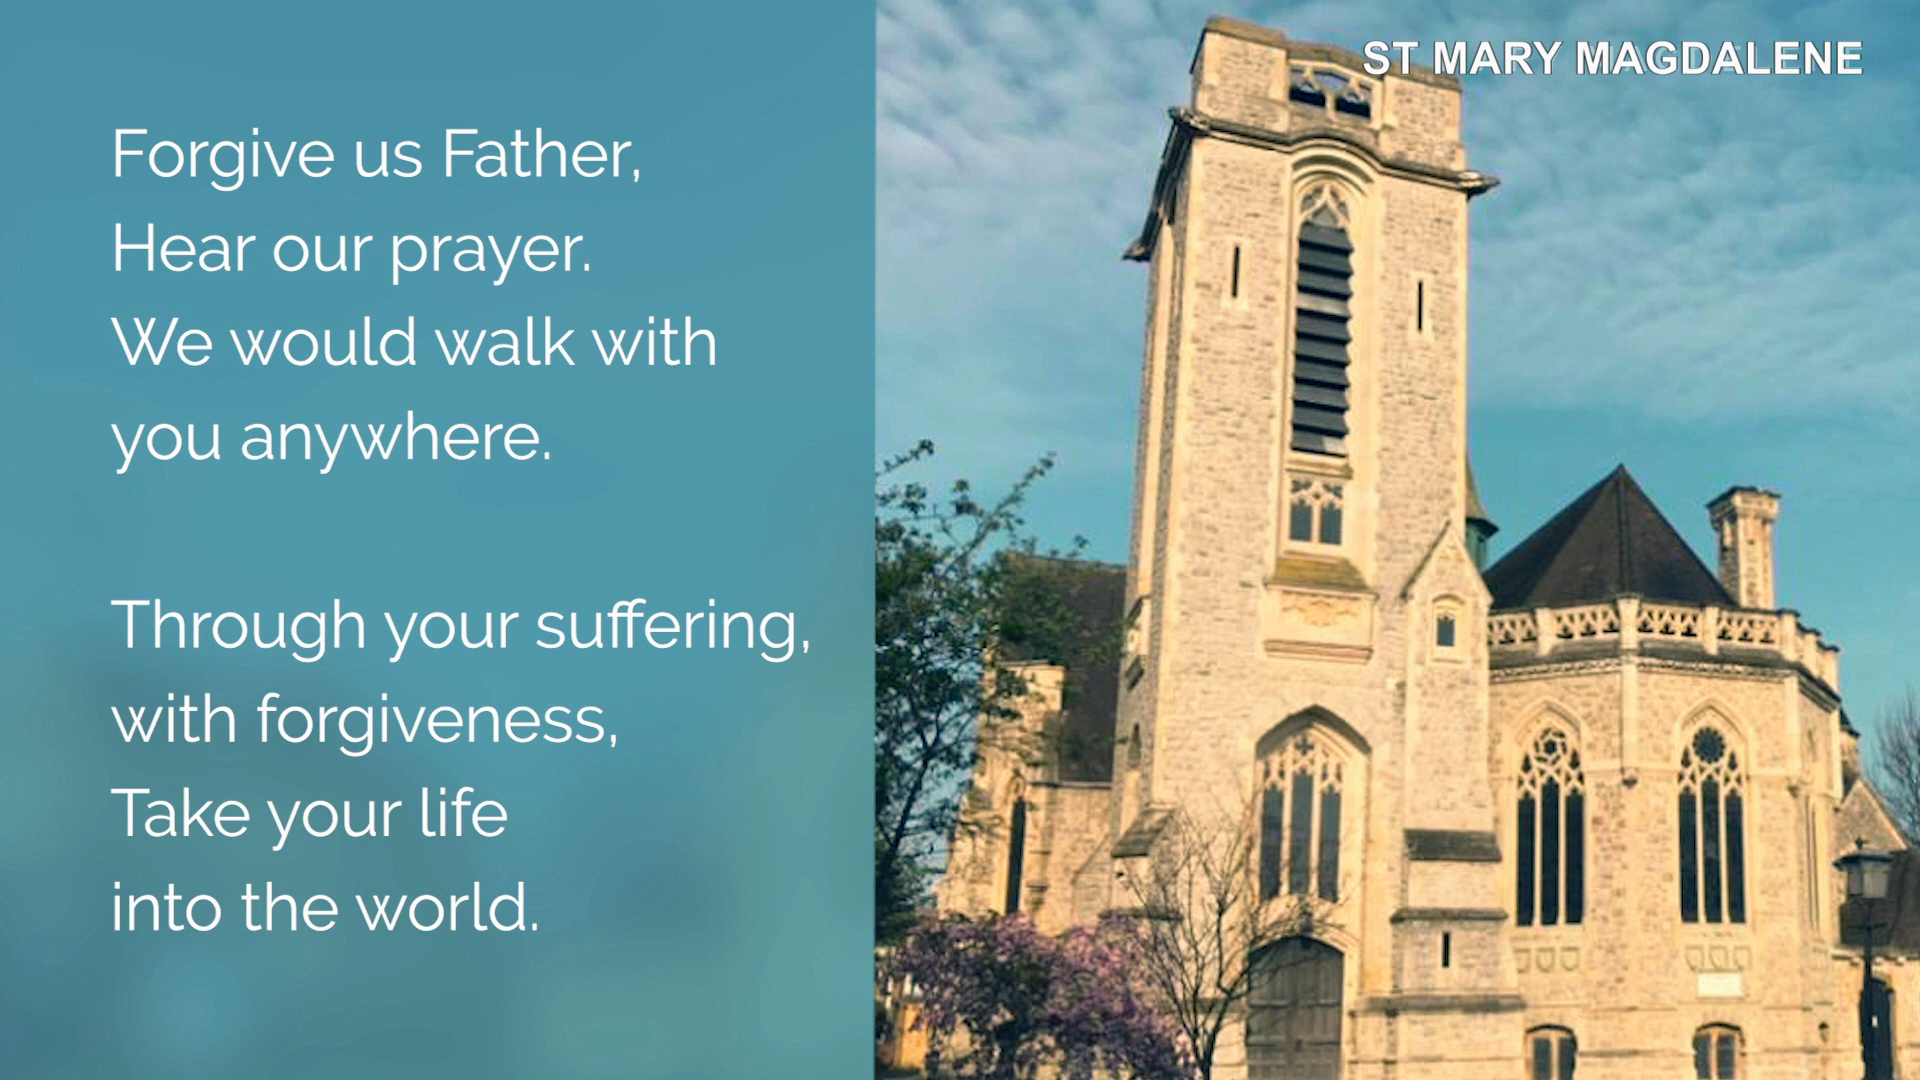 ST MARY MAGDALENE
Forgive us Father,
Hear our prayer.
We would walk with
you anywhere.
Through your suffering,
with forgiveness,
Take your life
into the world.